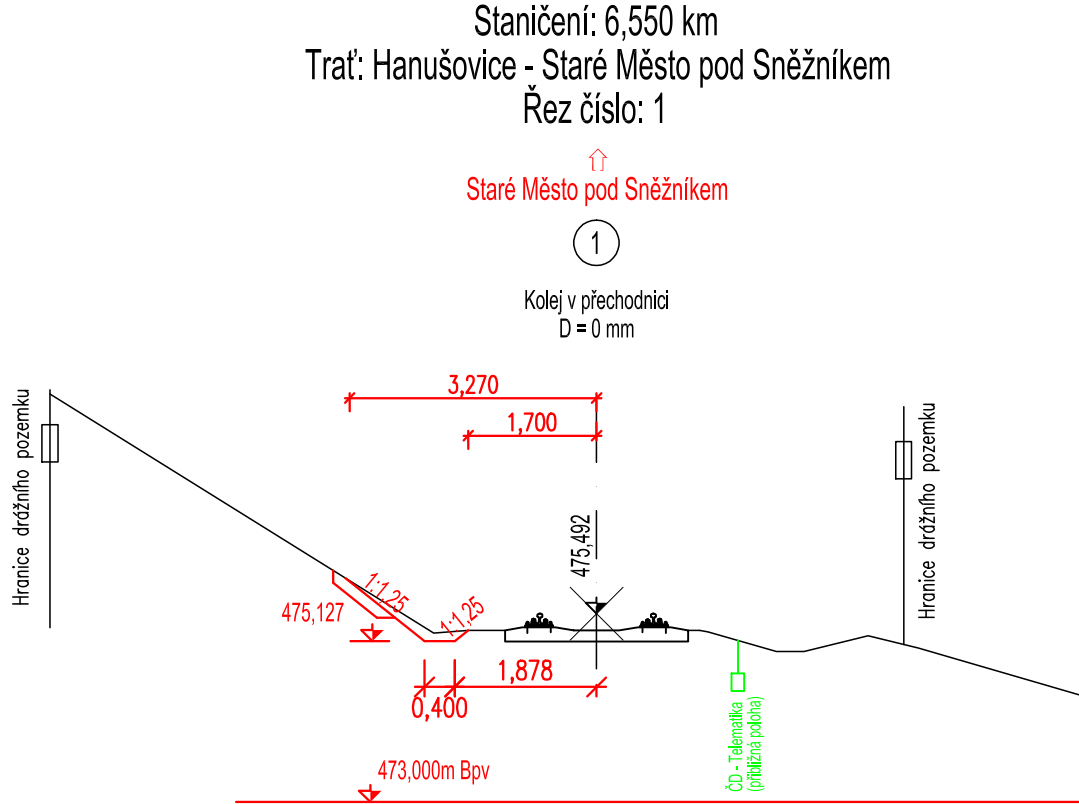 Staničení: 6,550 km
Trať: Hanušovice - Staré Město pod Sněžníkem
Řez číslo: 1
Staré Město pod Sněžníkem
1
Kolej v přechodnici
D = 0 mm
3,270
1,700
Hranice drážního pozemku
Hranice drážního pozemku
475,492
1:1,25
1:1,25
475,127
1,878
0,400
ČD - Telematika
(přibližná poloha)
473,000m Bpv